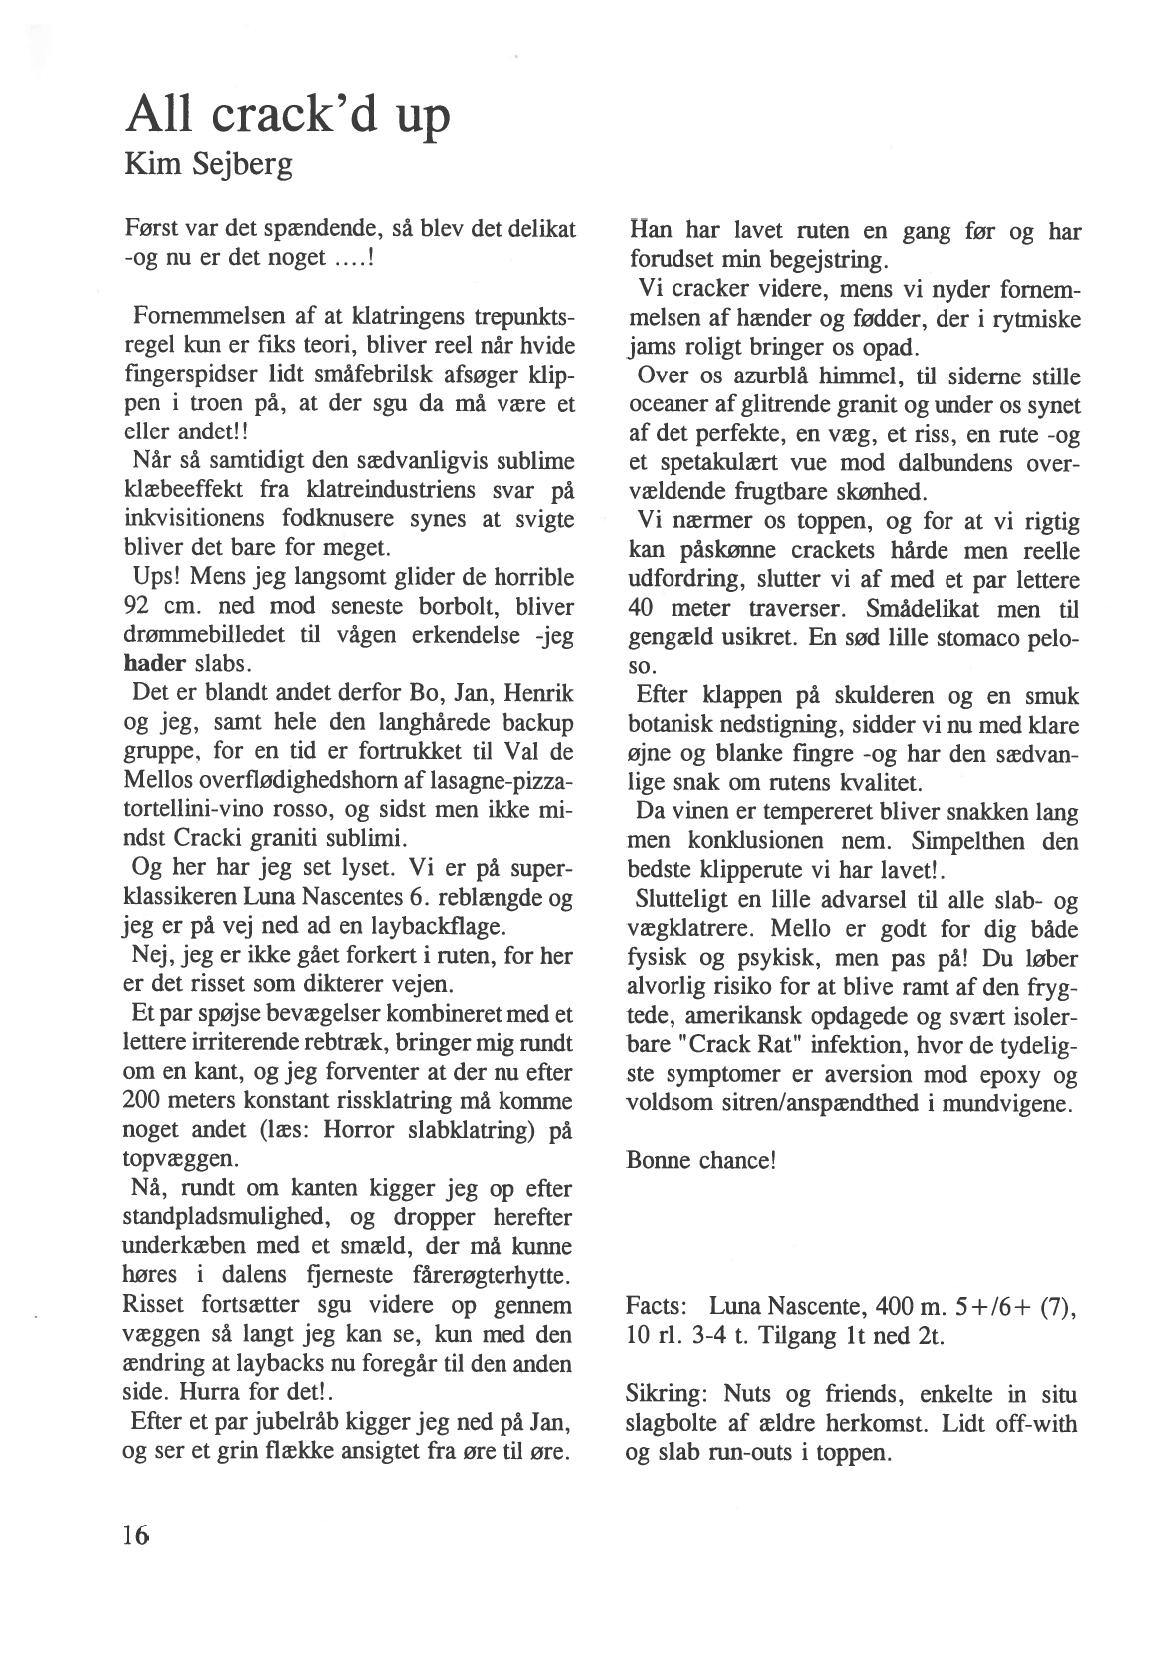 All crack'd up
Kim Sejberg
Først var det spændende, så blev det delikat
-og nu er det noget ....!
Fornemmelsen af at klatringens trepunkts-
regel kun er fiks teori, bliver reel når hvide
fingerspidser lidt småfebrilsk afsøger klip-
pen i troen på, at der sgu da må være et
eller andet!!
Når så samtidigt den sædvanligvis sublime
klæbeeffekt fra klatreindustriens svar på
inkvisitionens fodknusere synes at svigte
bliver det bare for meget.
Ups! Mens jeg langsomt glider de horrible
92 cm. ned mod seneste borbolt, bliver
drømmebilledet til vågen erkendelse -jeg
hader slabs.
Det er blandt andet derfor Bo, Jan, Henrik
og jeg, samt hele den langhårede backup
gruppe, for en tid er fortrukket til Val de
Mellos overflødighedshorn af lasagne-pizza-
tortellini-vino rosso, og sidst men ikke mi-
ndst Cracki graniti sublimi.
Og her har jeg set lyset. Vi er på super-
klassikeren Luna Nascentes 6. reblængde og
jeg er på vej ned ad en laybackflage.
Nej, jeg er ikke gået forkert i ruten, for her
er det risset som dikterer vejen.
Et par spøjse bevægelser kombineret med et
lettere irriterende rebtræk, bringer mig rundt
om en kant, og jeg forventer at der nu efter
200 meters konstant rissklatring må komme
noget andet (læs: Horror slabklatring) på
topvæggen.
Nå, rundt om kanten kigger jeg op efter
standpladsmulighed, og dropper herefter
underkæben med et smæld, der må kunne
høres i dalens fjerneste fårerøgterhytte.
Risset fortsætter sgu videre op gennem
væggen så langt jeg kan se, kun med den
ændring at laybacks nu foregår til den anden
side. Hurra for det!.
Efter et par jubelråb kigger jeg ned på Jan,
og ser et grin flække ansigtet fra øre til øre.
Han har lavet ruten en gang før og har
forudset min begejstring.
Vi cracker videre, mens vi nyder fornem-
melsen af hænder og fødder, der i rytmiske
jams roligt bringer os opad.
Over os azurblå himmel, til siderne stille
oceaner af glitrende granit og under os synet
af det perfekte, en væg, et riss, en rute -og
et spetakulært vue mod dalbundens over-
vældende frugtbare skønhed.
Vi nærmer os toppen, og for at vi rigtig
kan påskønne crackets hårde men reelle
udfordring, slutter vi af med et par lettere
40 meter traverser. Smådelikat men til
gengæld usikret. En sød lille stomaco pelo-
so.
Efter klappen på skulderen og en smuk
botanisk nedstigning, sidder vi nu med klare
øjne og blanke fingre -og har den sædvan-
lige snak om rutens kvalitet.
Da vinen er tempereret bliver snakken lang
men konklusionen nem. Simpelthen den
bedste klipperute vi har lavet!.
Slutteligt en lille advarsel til alle slab- og
vægklatrere. Mello er godt for dig både
fysisk og psykisk, men pas på! Du løber
alvorlig risiko for at blive ramt af den fryg-
tede, amerikansk opdagede og svært isoler-
bare "Crack Rat" infektion, hvor de tydelig-
ste symptomer er aversion mod epoxy og
voldsom sitren/anspændthed i mundvigene.
Bonne chance!
Facts: Luna Nascente, 400 m. 5+/6+ (7),
10 rl. 3-4 t. Tilgang 1t ned 2t.
Sikring: Nuts og friends, enkelte in situ
slagbolte af ældre herkomst. Lidt off-with
og slab run-outs i toppen.
16